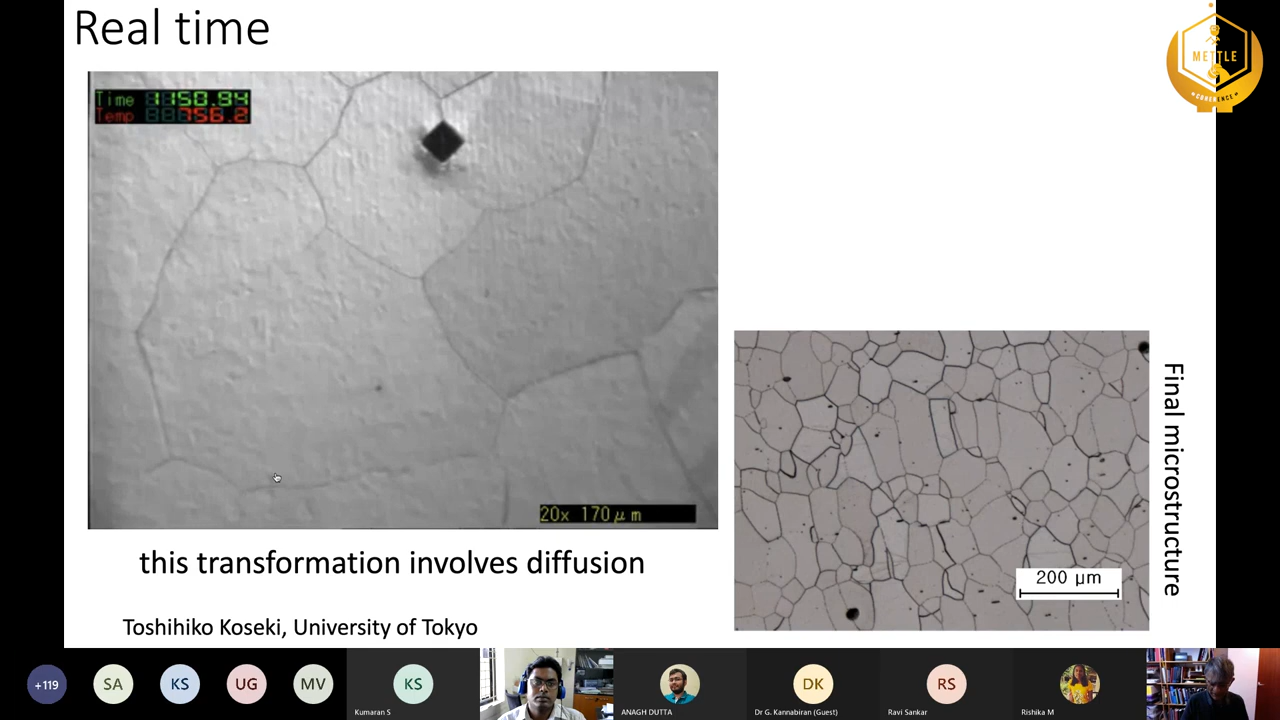 Real time
METTLE
COHERENCE
Time 1150.84
Temp 756.2
20x 170μm
Final microstructure
200 μm
this transformation involves diffusion
Toshihiko Koseki, University of Tokyo
+119
SA
KS
UG
MV
KS
DK
RS
Kumaran S
ANAGH DUTTA
Dr G. Kannabiran (Guest)
Ravi Sankar
Rishika M